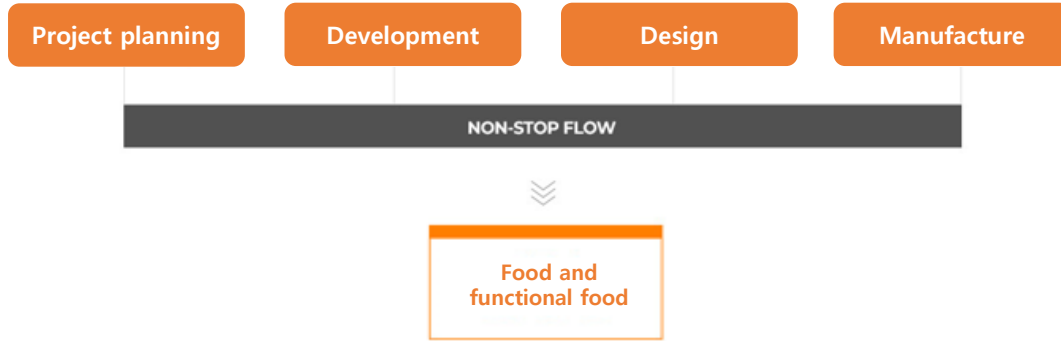 Project planning
Development
Design
Manufacture
NON-STOP FLOW
Food and
functional food